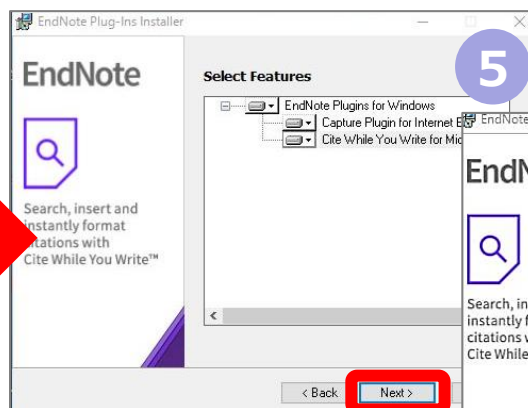 EndNote Plug-Ins Installer
5
EndNote
Select Features
EndNote Plugins for Windows
Capture Plugin for Internet E
Cite While You Write for Mic
Search, insert and
instantly format
citations with
Cite While You Write™
< Back
Next >
EndNote
EndN
Search, in
instantly f
citations w
Cite While